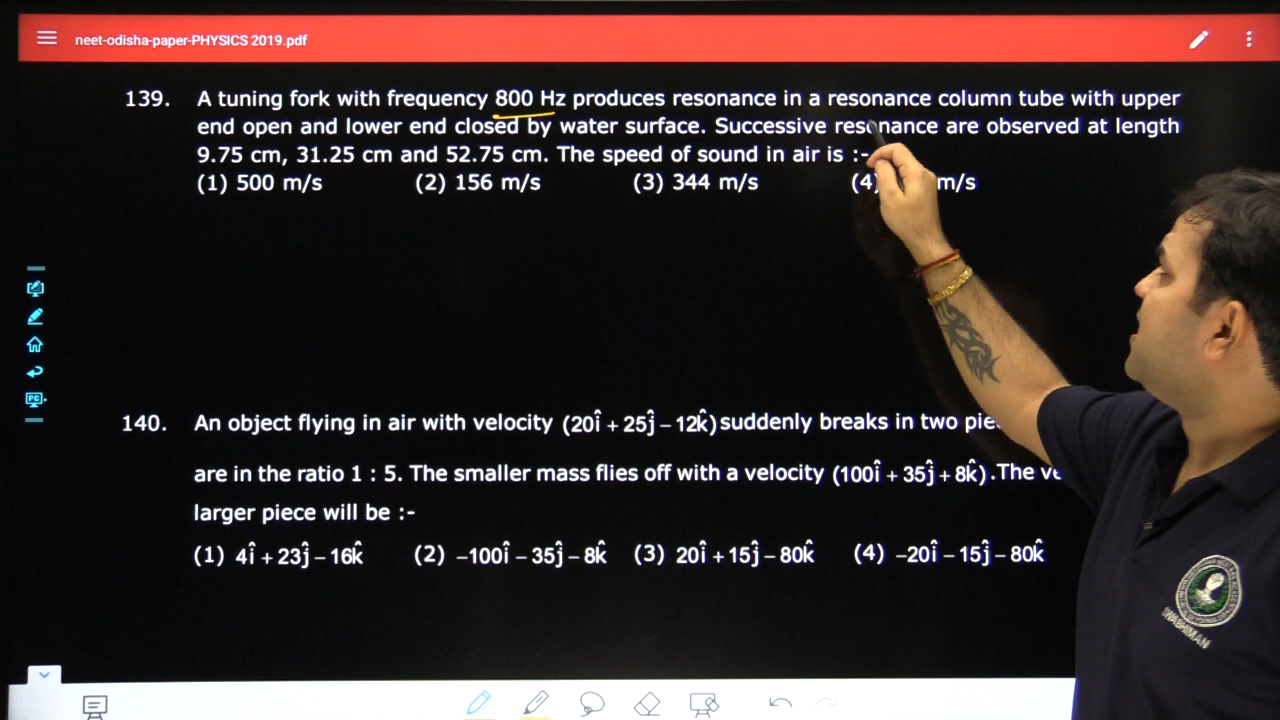 neet-odisha-paper-PHYSICS 2019.pdf
139. A tuning fork with frequency 800 Hz produces resonance in a resonance column tube with upper
end open and lower end closed by water surface. Successive resonance are observed at length
9.75 cm, 31.25 cm and 52.75 cm. The speed of sound in air is :-
(1) 500 m/s (2) 156 m/s (3) 344 m/s (4) m/s
140. An object flying in air with velocity (20î + 25ĵ − 12k̂) suddenly breaks in two
are in the ratio 1 : 5. The smaller mass flies off with a velocity (100î + 35ĵ + 8k̂).The
larger piece will be :-
(1) 4î + 23ĵ − 16k̂ (2) −100î − 35ĵ − 8k̂ (3) 20î + 15ĵ − 80k̂ (4) −20î − 15ĵ − 80k̂
PC
SWABHIMAN